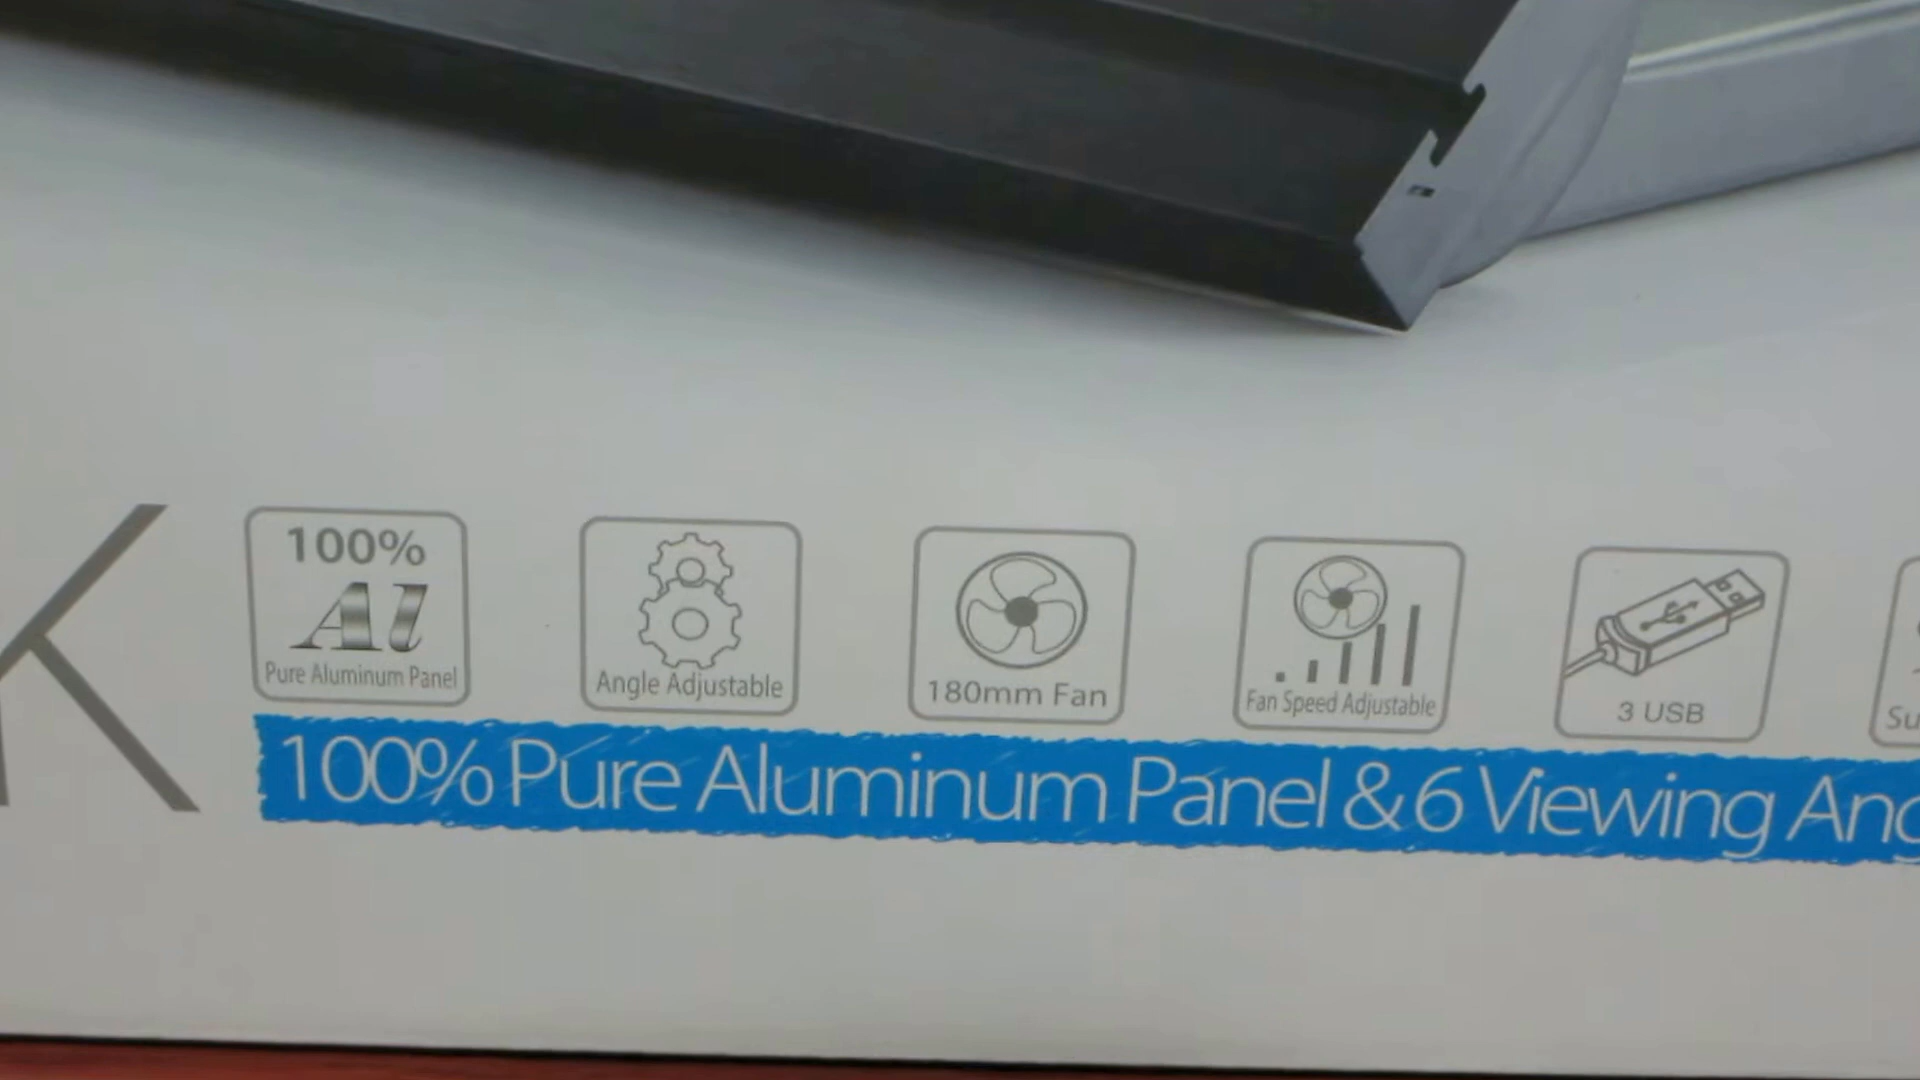 K
100%
Al
Pure Aluminum Panel
Angle Adjustable
180mm Fan
Fan Speed Adjustable
3 USB
Su
100% Pure Aluminum Panel & 6 Viewing Ang